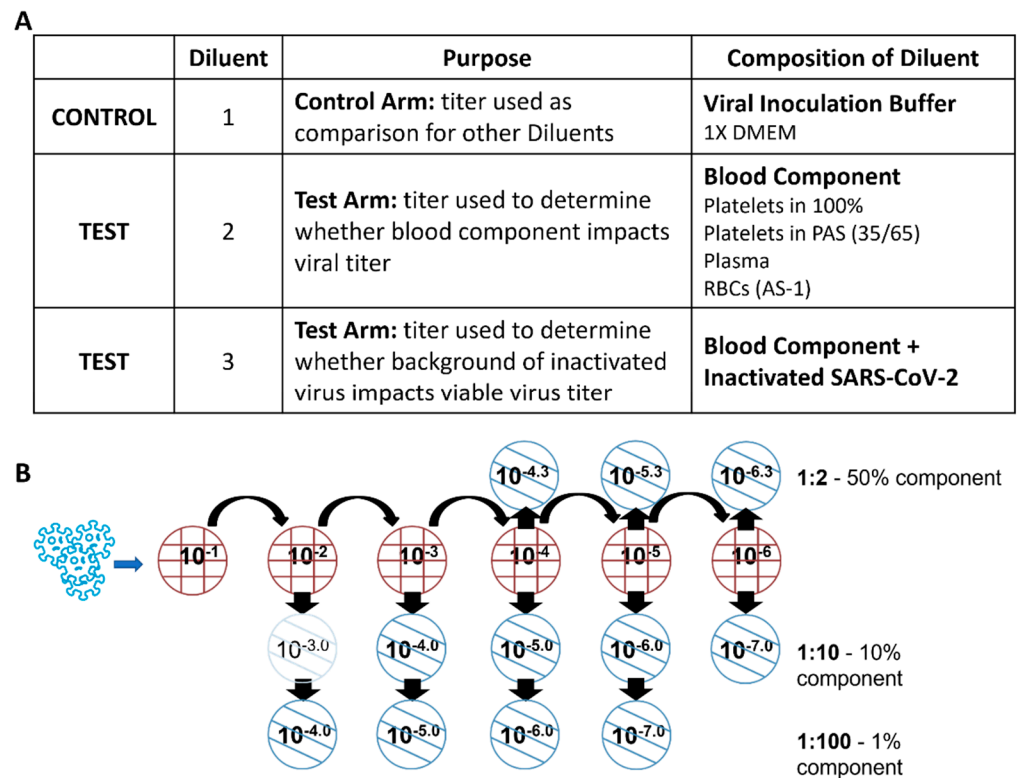 A
Diluent Purpose Composition of Diluent
CONTROL 1 Control Arm: titer used as comparison for other Diluents Viral Inoculation Buffer
1X DMEM
TEST 2 Test Arm: titer used to determine whether blood component impacts viral titer Blood Component
Platelets in 100%
Platelets in PAS (35/65)
Plasma
RBCs (AS-1)
TEST 3 Test Arm: titer used to determine whether background of inactivated virus impacts viable virus titer Blood Component +
Inactivated SARS-CoV-2
B
10-4.3 10-5.3 10-6.3 1:2 - 50% component
10-1 10-2 10-3 10-4 10-5 10-6
10-3.0 10-4.0 10-5.0 10-6.0 10-7.0 1:10 - 10%
component
10-4.0 10-5.0 10-6.0 10-7.0 1:100 - 1%
component